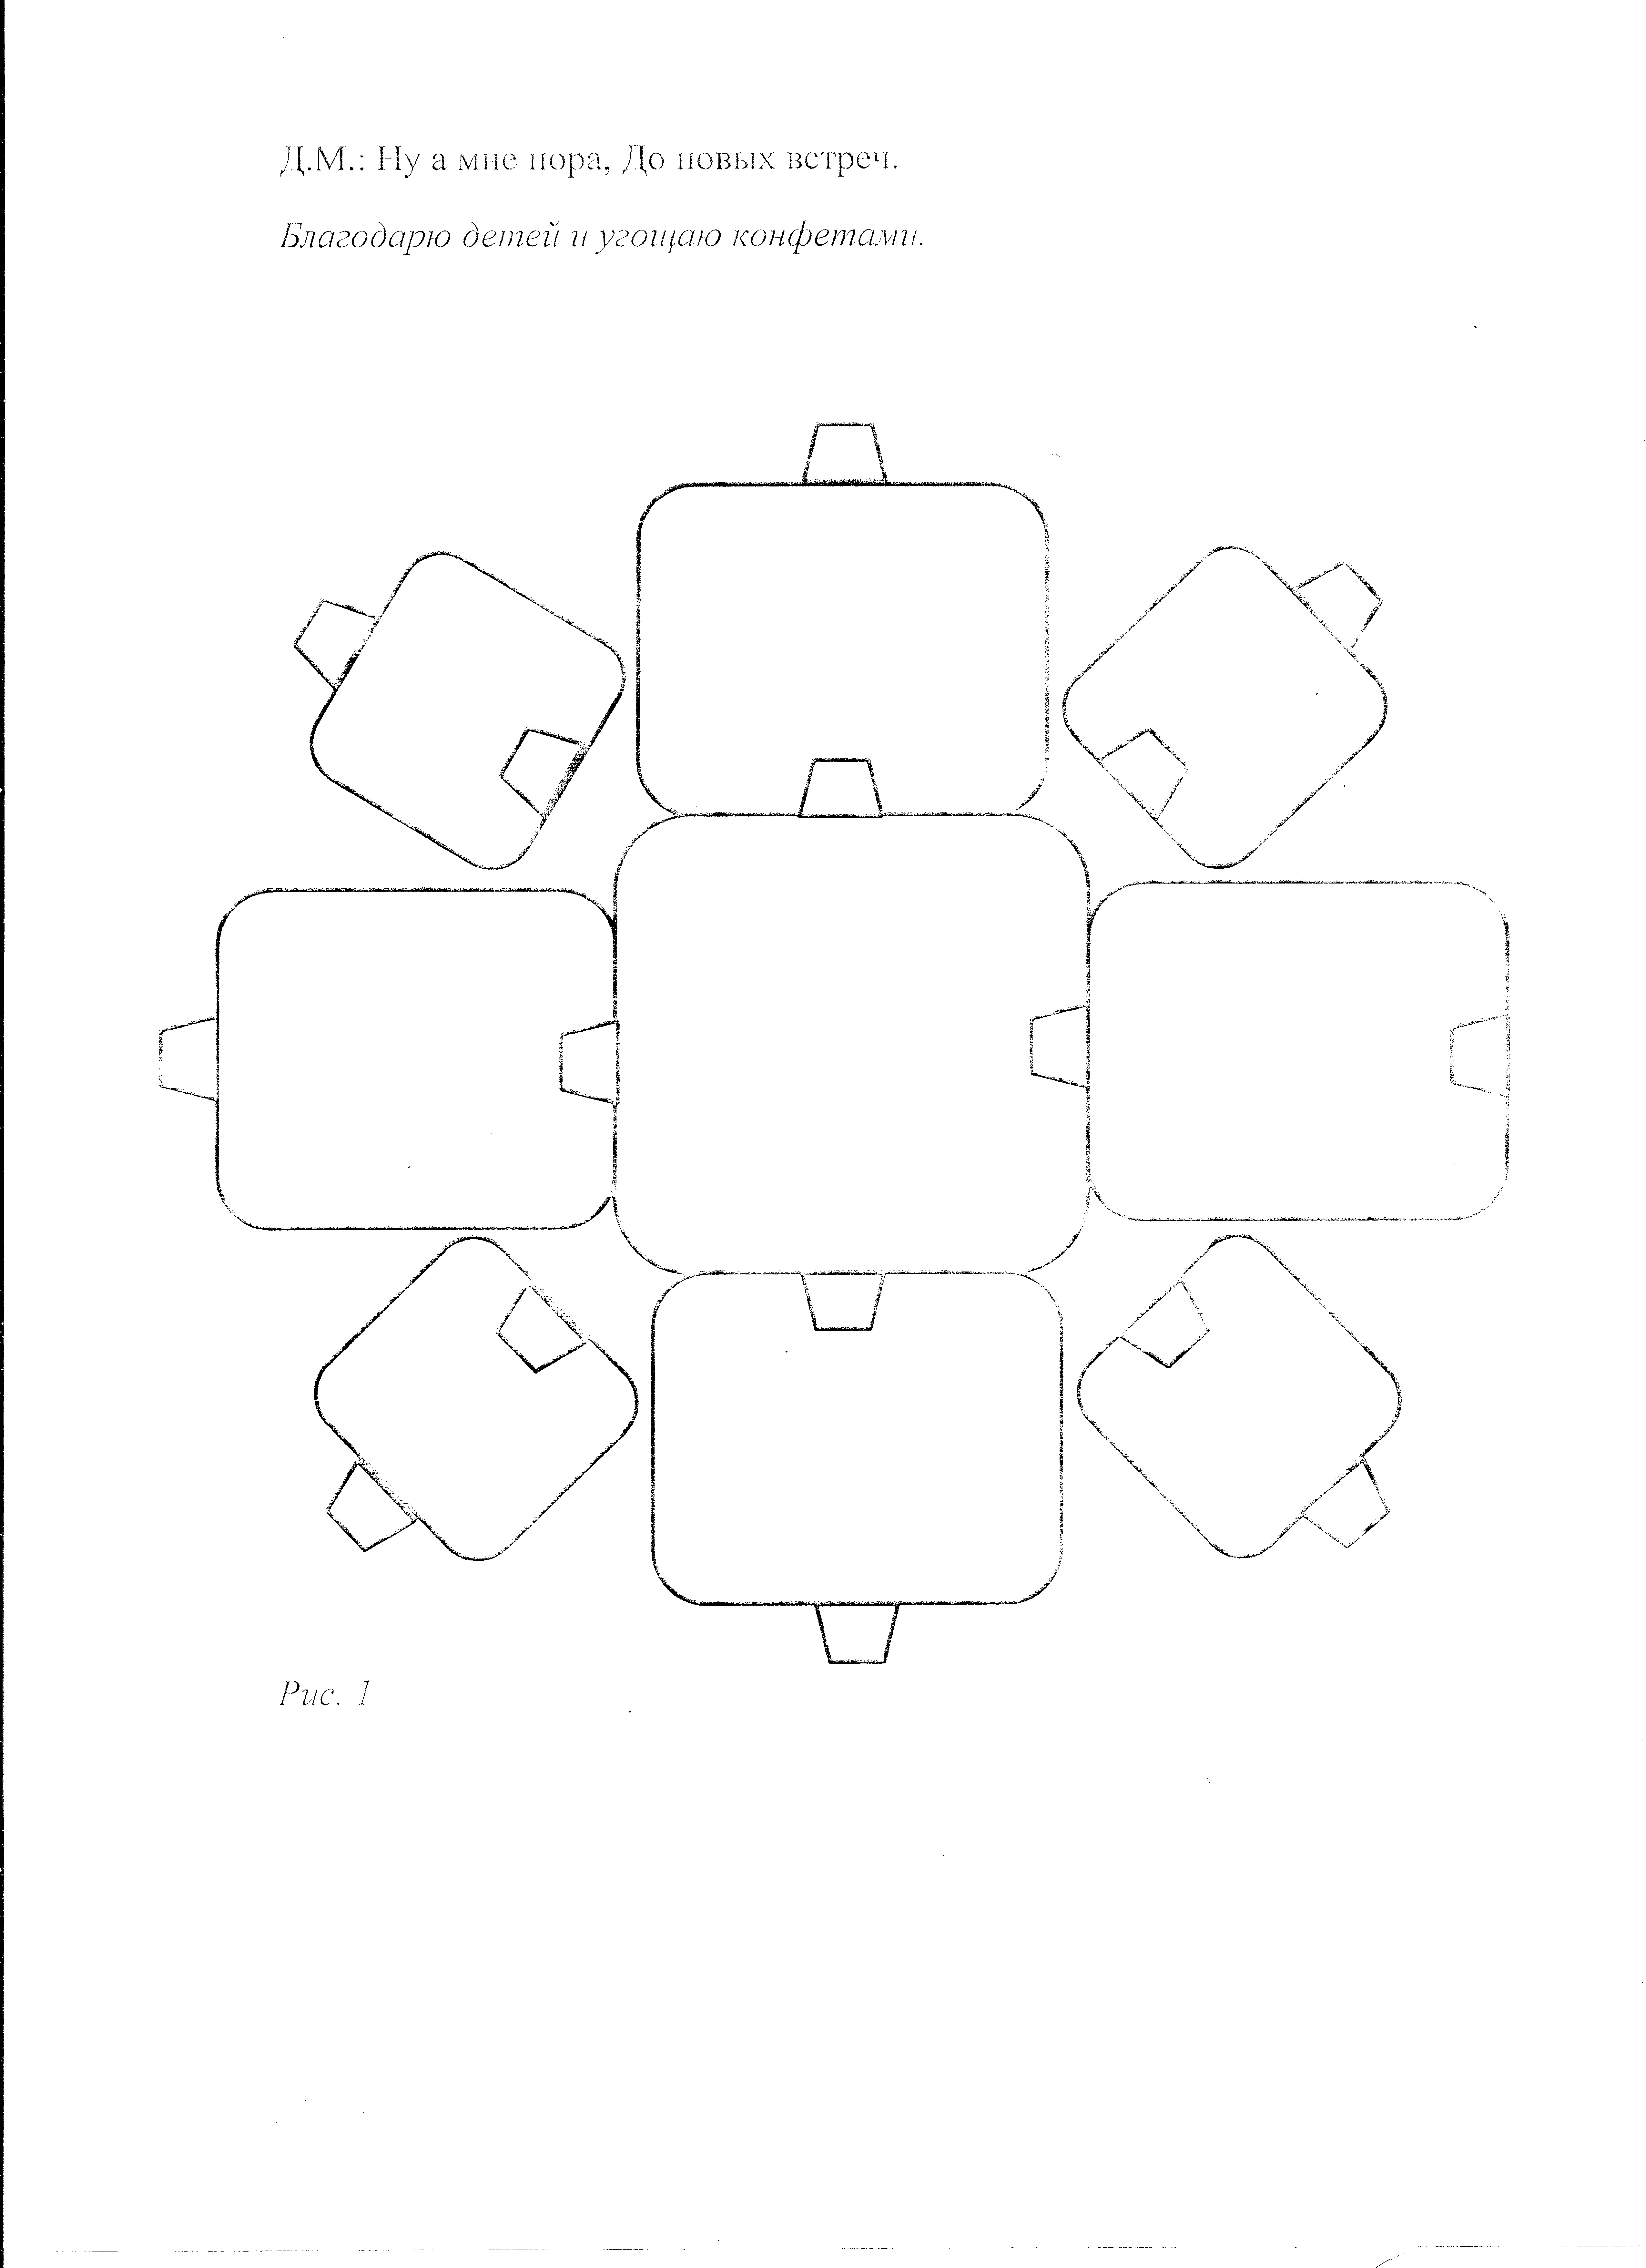 Д.М.: Ну а мне пора, До новых встреч.
Благодарю детей и угощаю конфетами.
Рис. 1